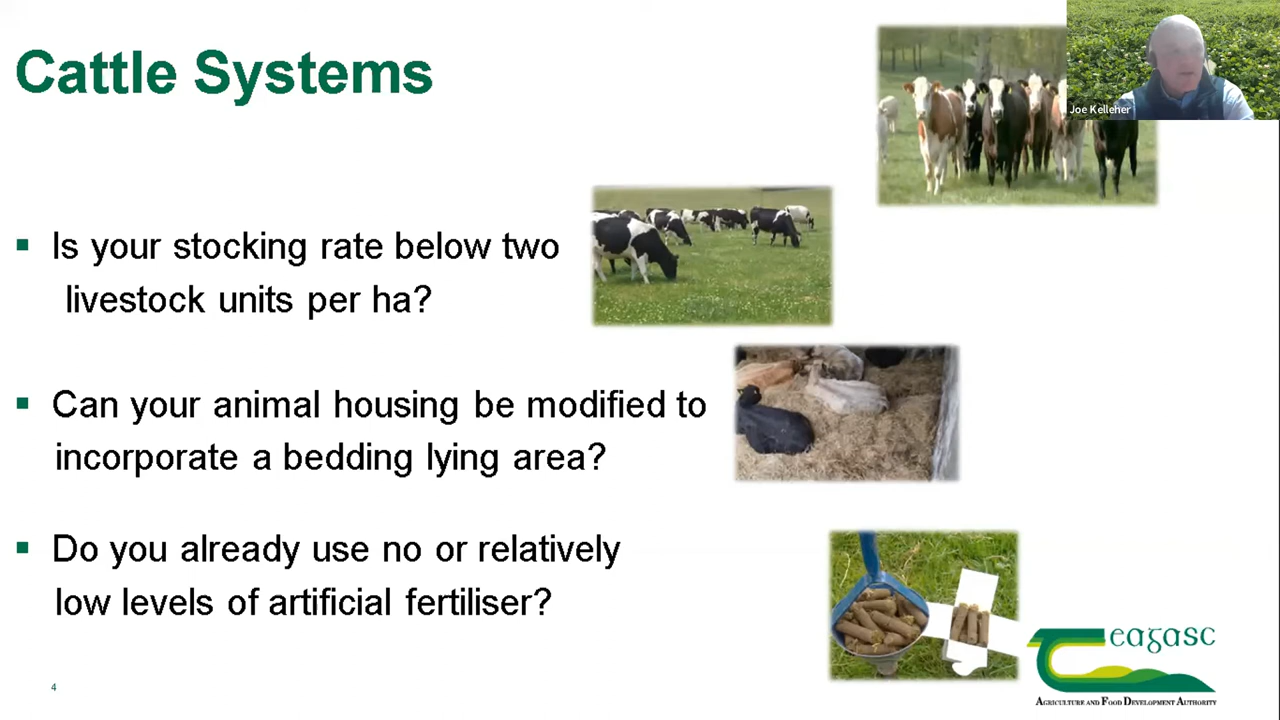 Cattle Systems
Joe Kelleher
▪ Is your stocking rate below two
livestock units per ha?
▪ Can your animal housing be modified to
incorporate a bedding lying area?
▪ Do you already use no or relatively
low levels of artificial fertiliser?
eagasc
AGRICULTURE AND FOOD DEVELOPMENT AUTHORITY
4